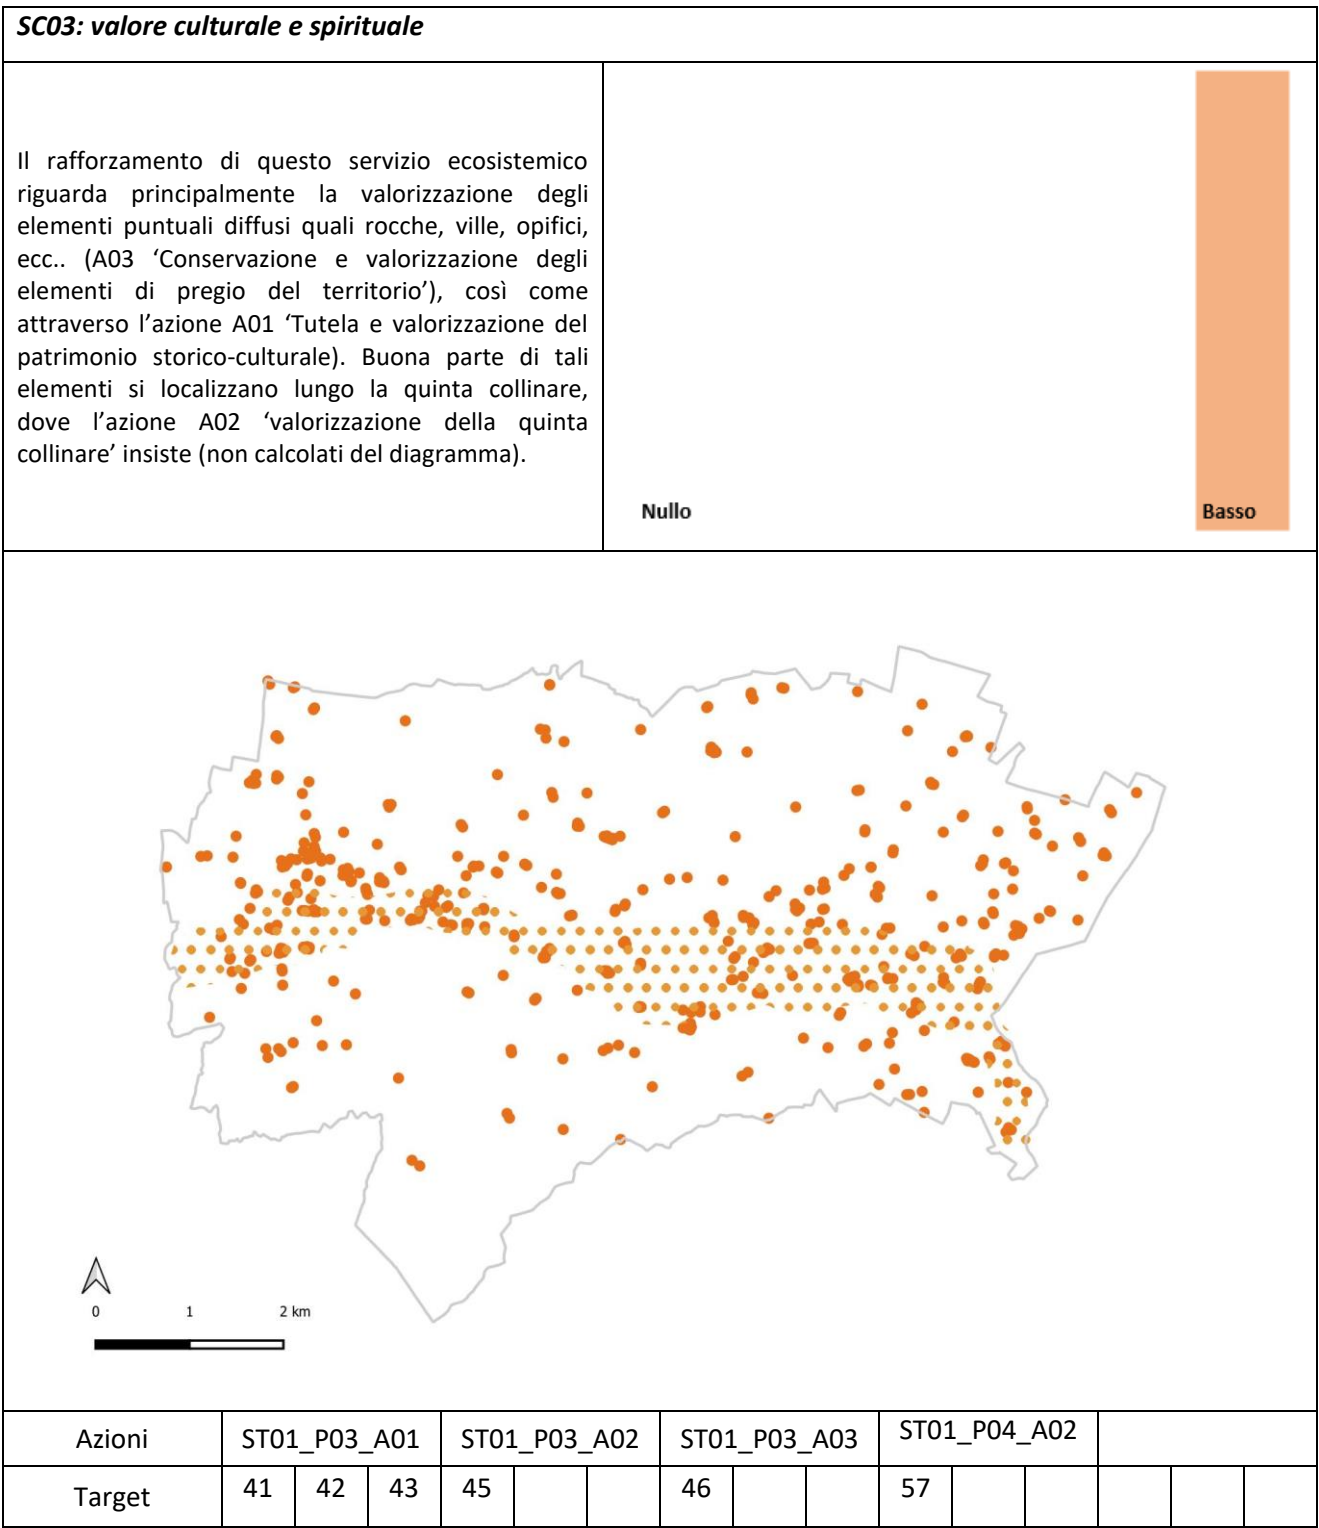 SC03: valore culturale e spirituale
Il rafforzamento di questo servizio ecosistemico
riguarda principalmente la valorizzazione degli
elementi puntuali diffusi quali rocche, ville, opifici,
ecc.. (A03 ‘Conservazione e valorizzazione degli
elementi di pregio del territorio’), così come
attraverso l’azione A01 ‘Tutela e valorizzazione del
patrimonio storico-culturale). Buona parte di tali
elementi si localizzano lungo la quinta collinare,
dove l’azione A02 ‘valorizzazione della quinta
collinare’ insiste (non calcolati del diagramma).
Nullo Basso
0 1 2 km
Azioni ST01_P03_A01 ST01_P03_A02 ST01_P03_A03 ST01_P04_A02
Target 41 42 43 45 46 57